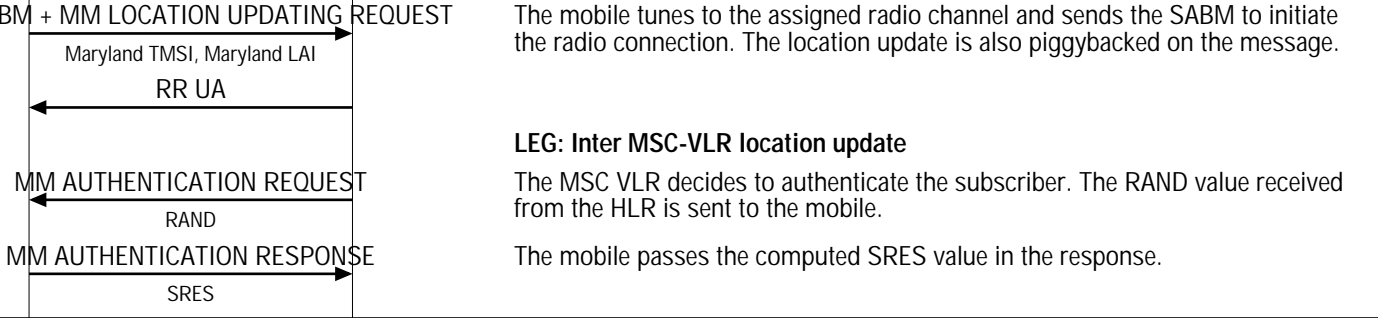 BM + MM LOCATION UPDATING REQUEST
Maryland TMSI, Maryland LAI
The mobile tunes to the assigned radio channel and sends the SABM to initiate
the radio connection. The location update is also piggybacked on the message.
RR UA
LEG: Inter MSC-VLR location update
MM AUTHENTICATION REQUEST
RAND
The MSC VLR decides to authenticate the subscriber. The RAND value received
from the HLR is sent to the mobile.
MM AUTHENTICATION RESPONSE
SRES
The mobile passes the computed SRES value in the response.